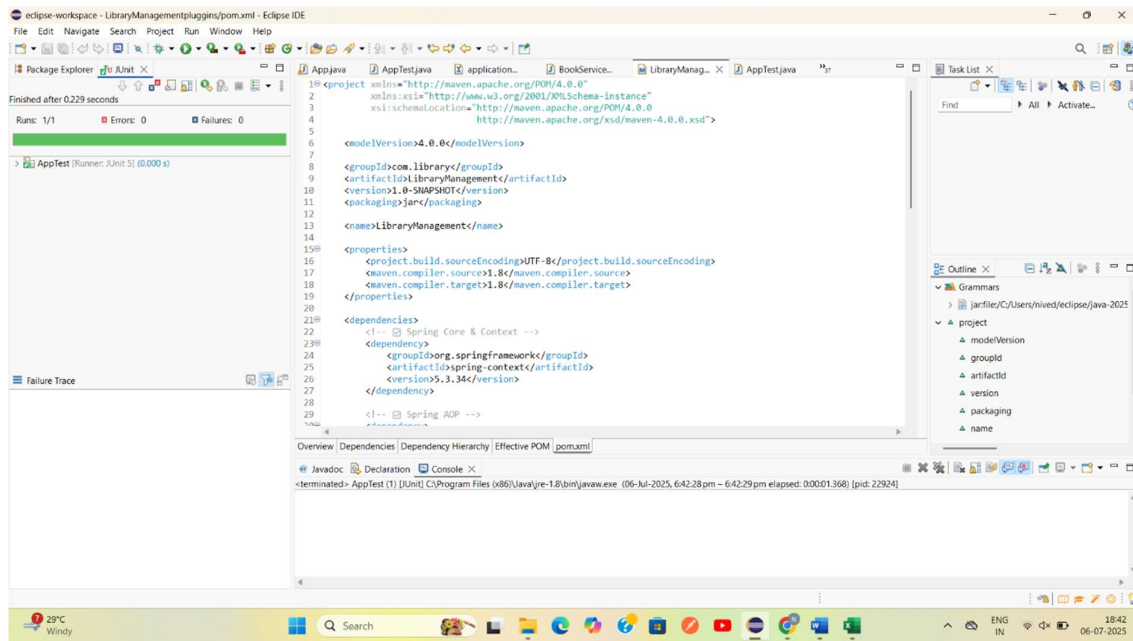 eclipse-workspace - LibraryManagementpluggins/pom.xml - Eclipse IDE
File Edit Navigate Search Project Run Window Help
Package Explorer JUnit
Finished after 0.229 seconds
Runs: 1/1 Errors: 0 Failures: 0
AppTest [Runner: JUnit 5] (0.000 s)
Failure Trace
App.java AppTest.java application... BookService... LibraryManag... AppTest.java
1 <project xmlns="http://maven.apache.org/POM/4.0.0"
2 xmlns:xsi="http://www.w3.org/2001/XMLSchema-instance"
3 xsi:schemaLocation="http://maven.apache.org/POM/4.0.0
4 http://maven.apache.org/xsd/maven-4.0.0.xsd">
5
6 <modelVersion>4.0.0</modelVersion>
7
8 <groupId>com.library</groupId>
9 <artifactId>LibraryManagement</artifactId>
10 <version>1.0-SNAPSHOT</version>
11 <packaging>jar</packaging>
12
13 <name>LibraryManagement</name>
14
15 <properties>
16 <project.build.sourceEncoding>UTF-8</project.build.sourceEncoding>
17 <maven.compiler.source>1.8</maven.compiler.source>
18 <maven.compiler.target>1.8</maven.compiler.target>
19 </properties>
20
21 <dependencies>
22 <!-- ☑ Spring Core & Context -->
23 <dependency>
24 <groupId>org.springframework</groupId>
25 <artifactId>spring-context</artifactId>
26 <version>5.3.34</version>
27 </dependency>
28
29 <!-- ☑ Spring AOP -->
Overview Dependencies Dependency Hierarchy Effective POM pom.xml
Javadoc Declaration Console
<terminated> AppTest (1) [JUnit] C:\Program Files (x86)\Java\jre-1.8\bin\javaw.exe (06-Jul-2025, 6:42:28 pm – 6:42:29 pm elapsed: 0:00:01.368) [pid: 22924]
Task List
Find All Activate...
Outline
Grammars
jar:file:/C:/Users/nived/eclipse/java-2025
project
modelVersion
groupId
artifactId
version
packaging
name
7
29°C
Windy
Search
ENG
IN
18:42
06-07-2025